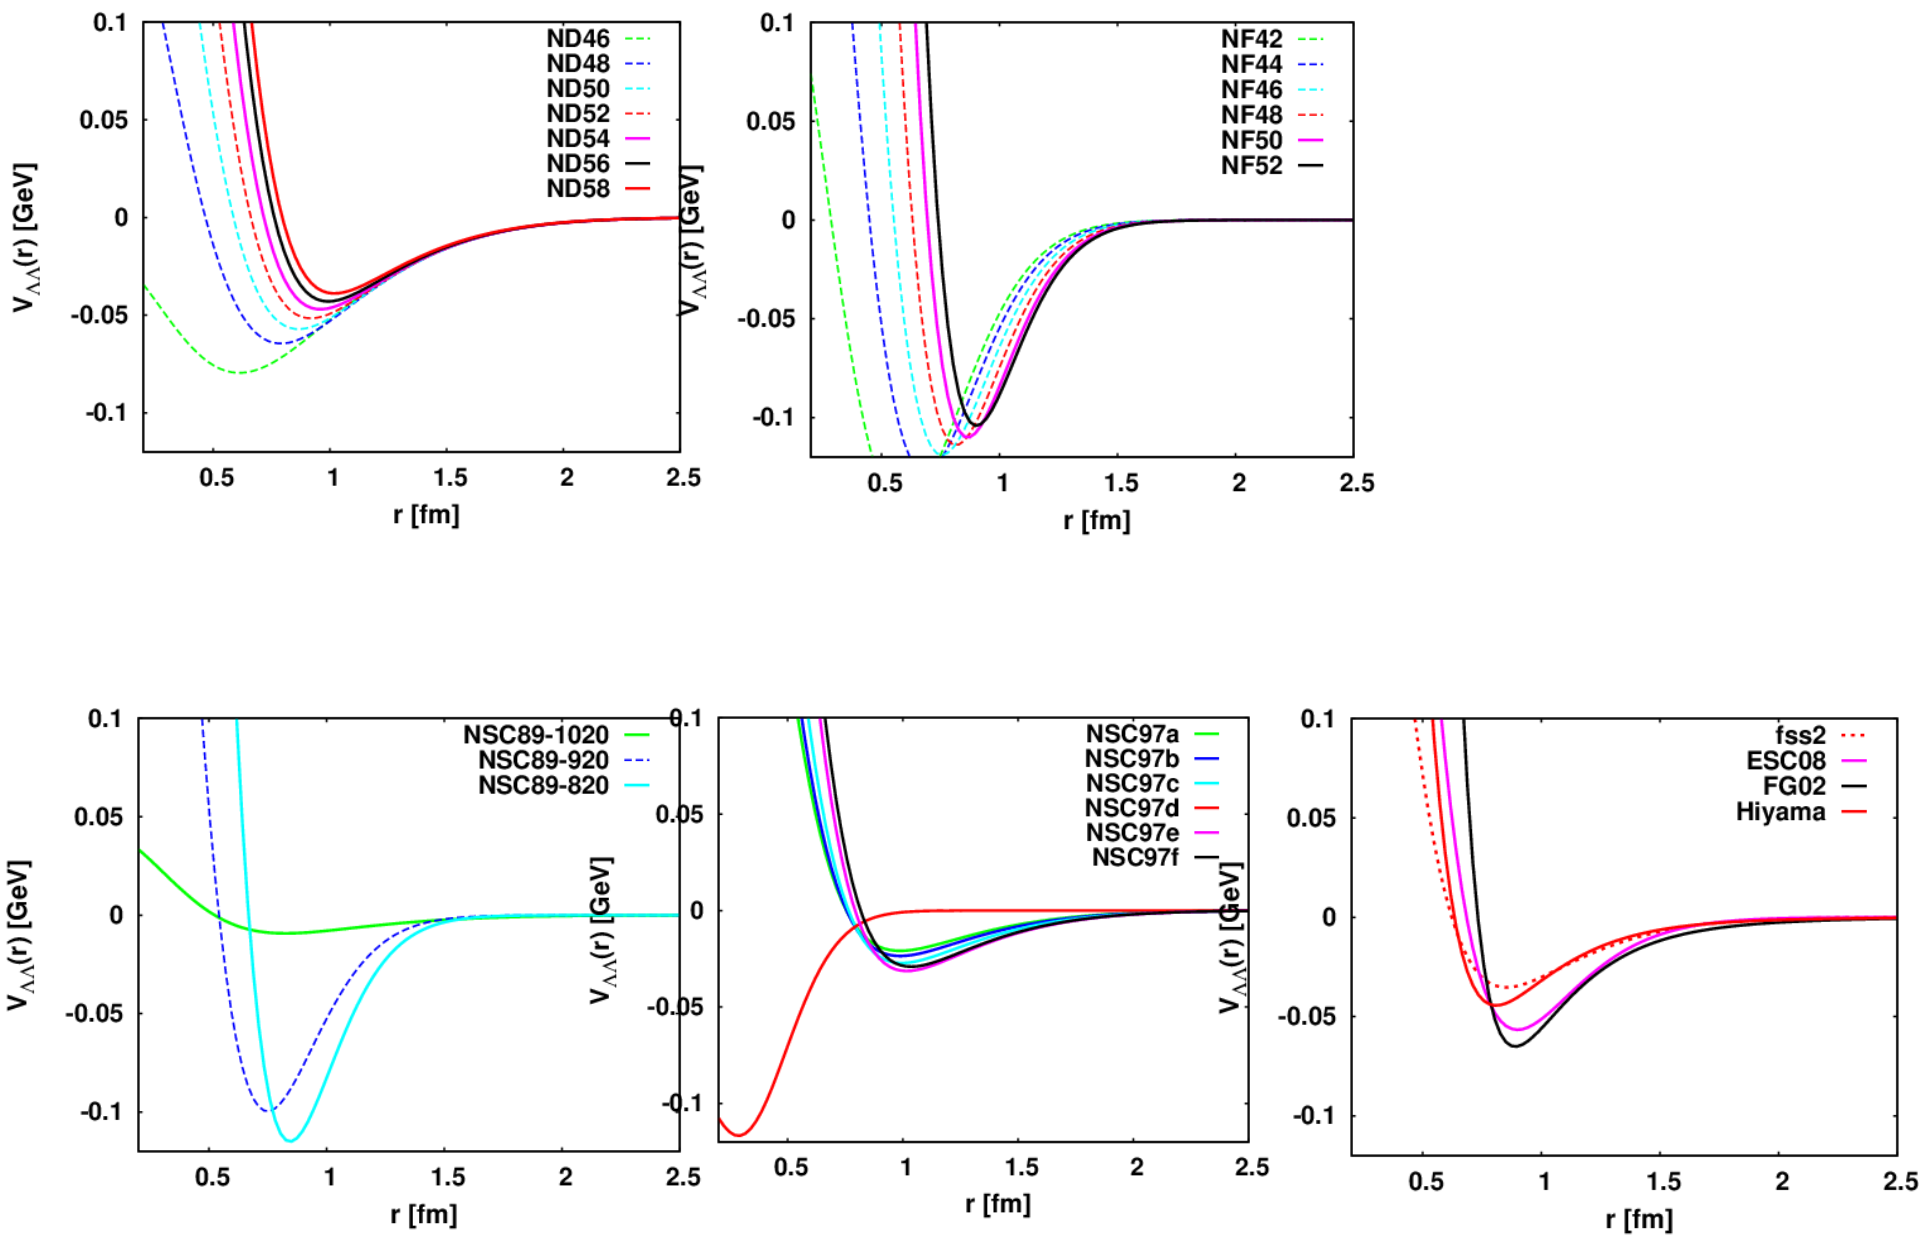 0.1
0.05
0
-0.05
-0.1
0.5
1
1.5
2
2.5
r [fm]
VΛΛ(r) [GeV]
ND46
ND48
ND50
ND52
ND54
ND56
ND58
0.1
0.05
0
-0.05
-0.1
0.5
1
1.5
2
2.5
r [fm]
VΛΛ(r) [GeV]
NF42
NF44
NF46
NF48
NF50
NF52
0.1
0.05
0
-0.05
-0.1
0.5
1
1.5
2
2.5
r [fm]
VΛΛ(r) [GeV]
NSC89-1020
NSC89-920
NSC89-820
0.1
0.05
0
-0.05
-0.1
0.5
1
1.5
2
2.5
r [fm]
VΛΛ(r) [GeV]
NSC97a
NSC97b
NSC97c
NSC97d
NSC97e
NSC97f
0.1
0.05
0
-0.05
-0.1
0.5
1
1.5
2
2.5
r [fm]
VΛΛ(r) [GeV]
fss2
ESC08
FG02
Hiyama